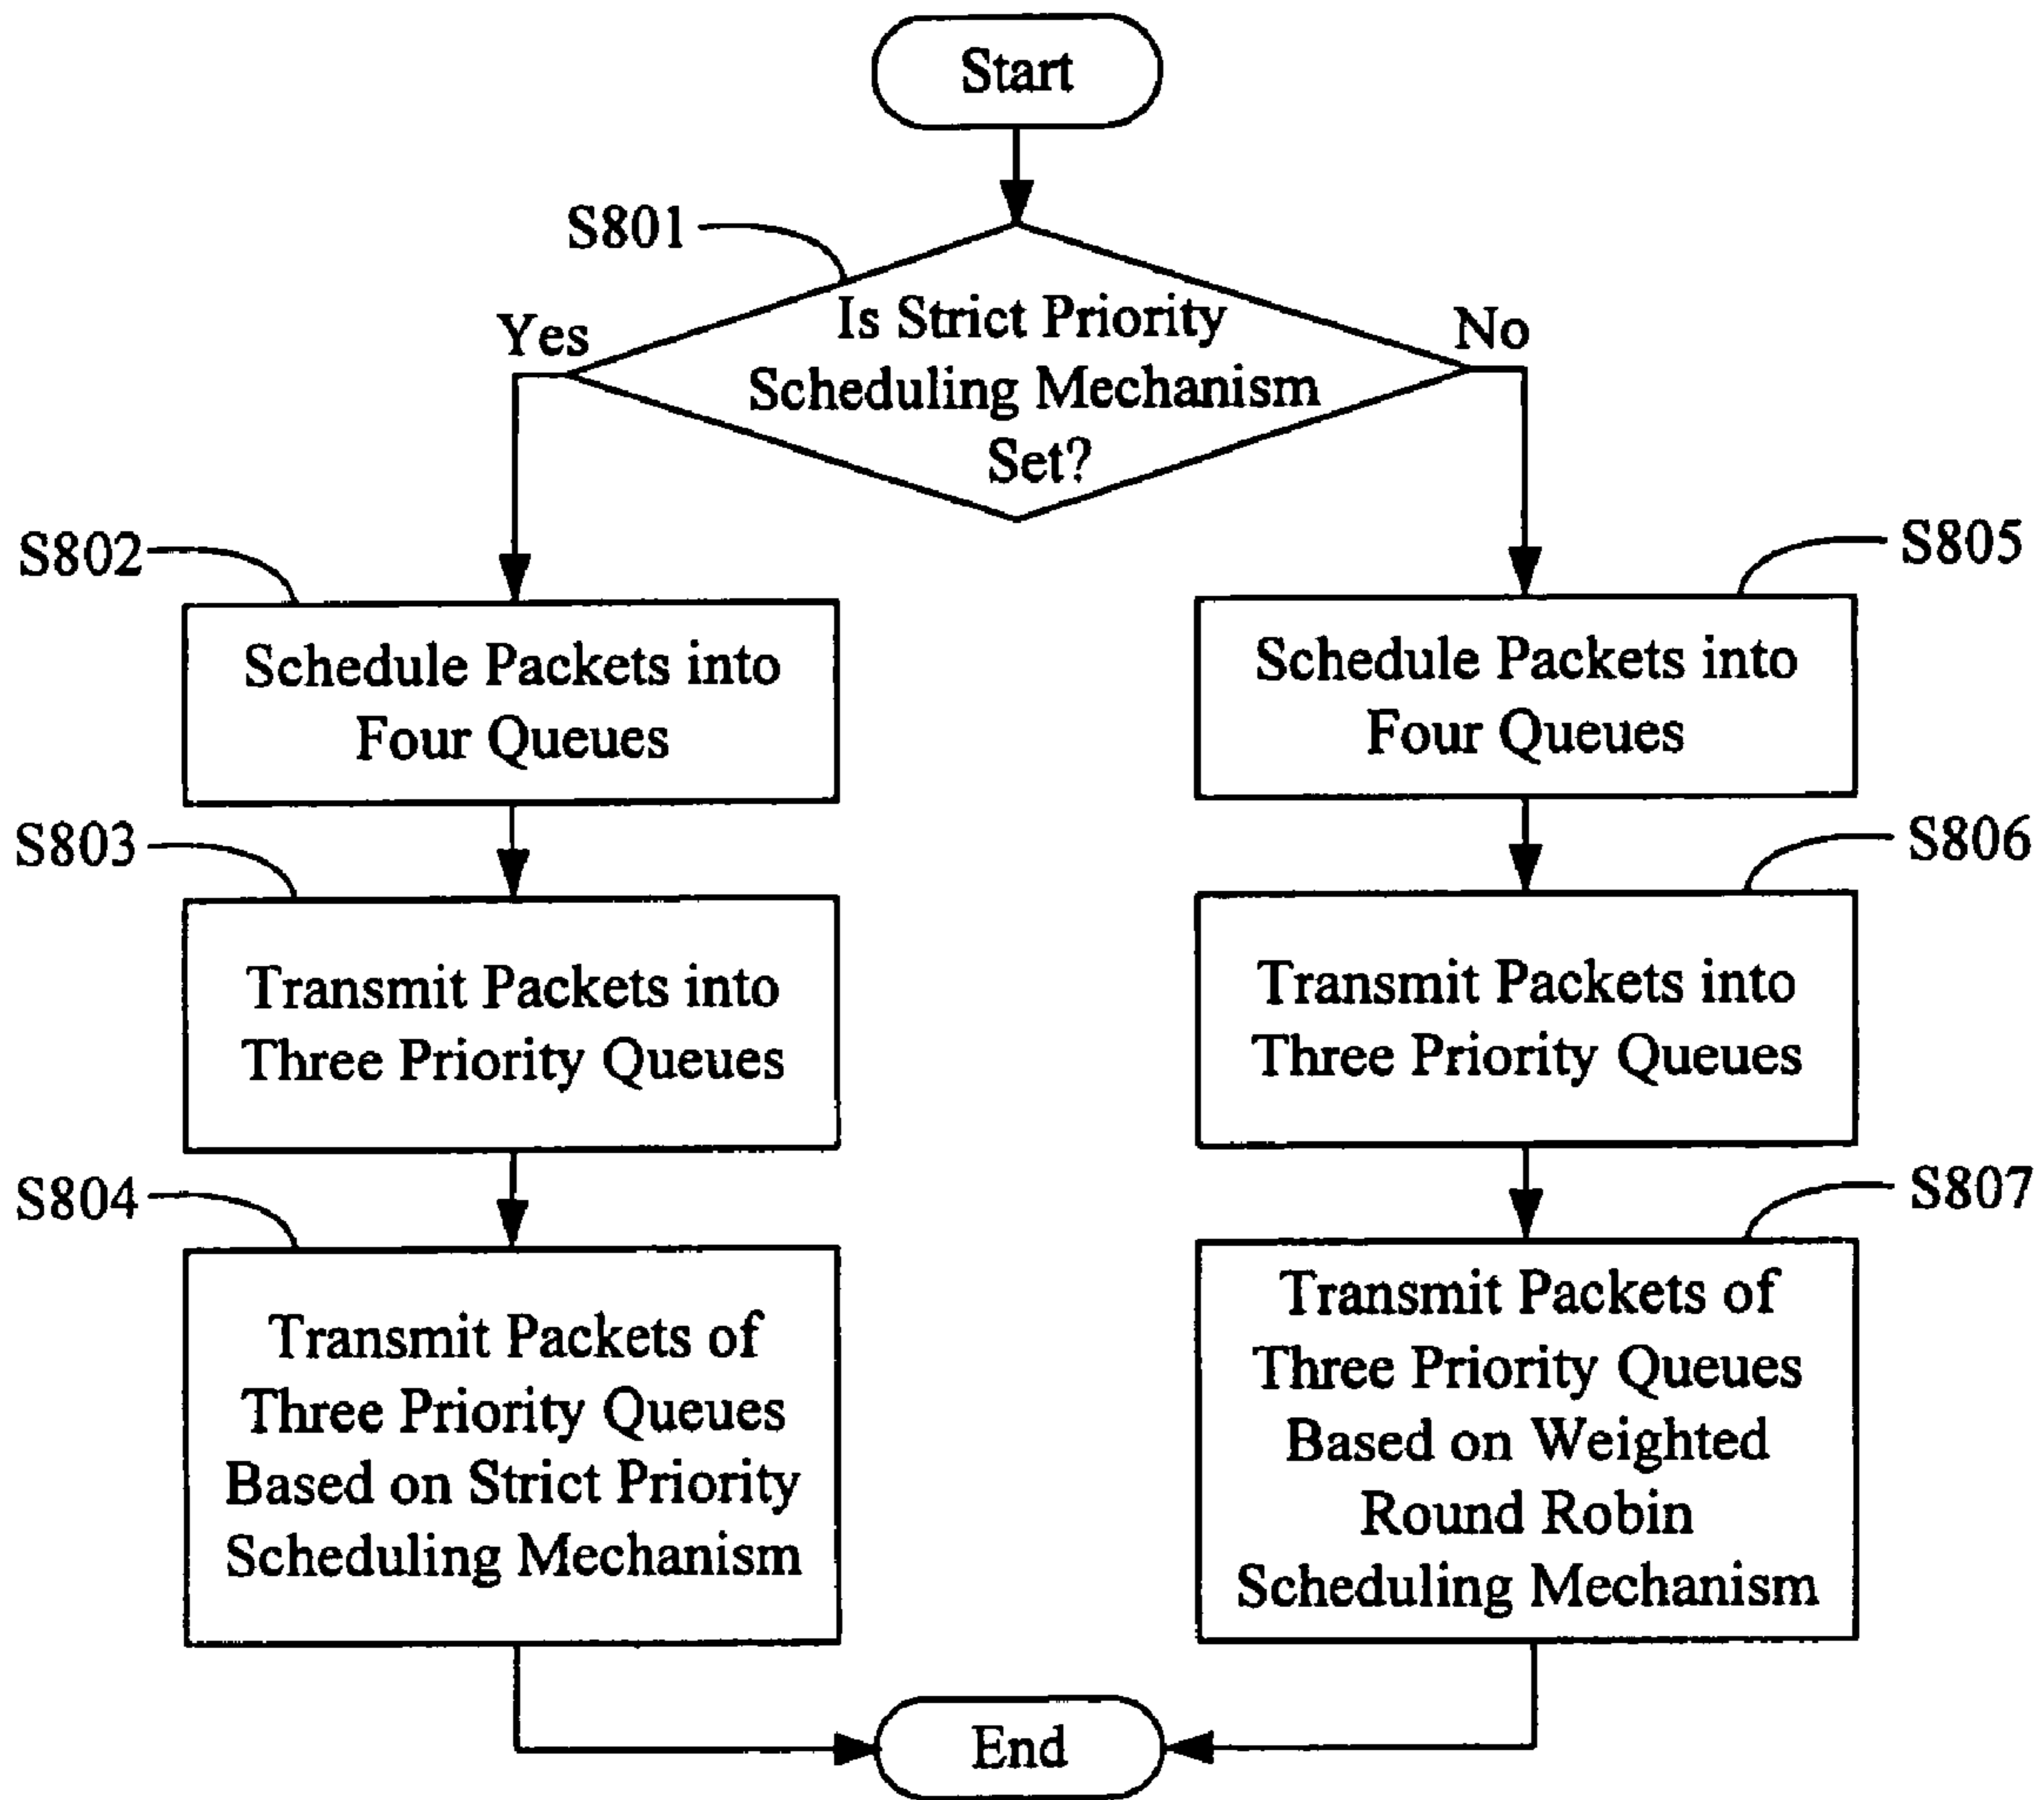 Start
S801
Is Strict Priority
Scheduling Mechanism
Set?
Yes
No
S802
Schedule Packets into
Four Queues
S805
Schedule Packets into
Four Queues
S803
Transmit Packets into
Three Priority Queues
S806
Transmit Packets into
Three Priority Queues
S804
Transmit Packets of
Three Priority Queues
Based on Strict Priority
Scheduling Mechanism
S807
Transmit Packets of
Three Priority Queues
Based on Weighted
Round Robin
Scheduling Mechanism
End